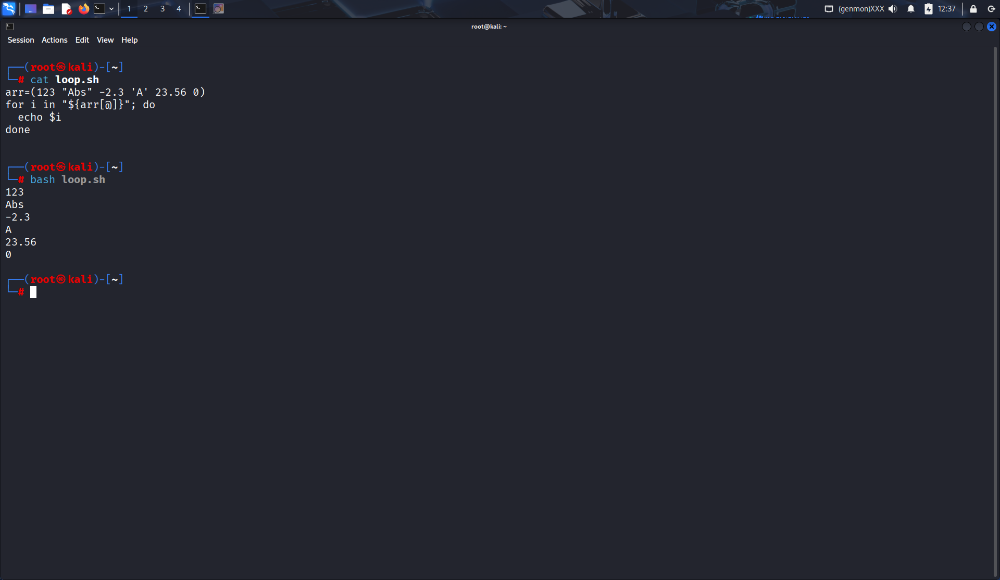 1 2 3 4 (genmon)XXX 12:37
root@kali: ~
Session Actions Edit View Help
┌──(root㉿kali)-[~]
└─# cat loop.sh
arr=(123 "Abs" -2.3 'A' 23.56 0)
for i in "${arr[@]}"; do
  echo $i
done
┌──(root㉿kali)-[~]
└─# bash loop.sh
123
Abs
-2.3
A
23.56
0
┌──(root㉿kali)-[~]
└─#